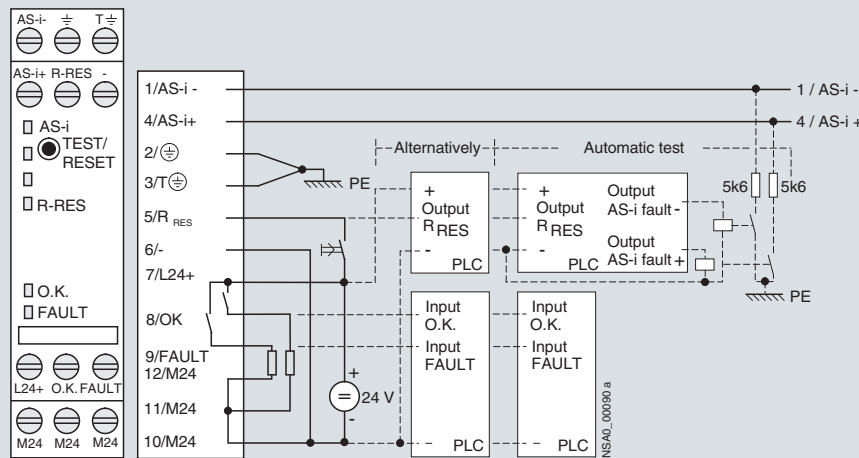 AS-i- ⏚ T⏚
AS-i+ R-RES -
AS-i
TEST/
RESET
R-RES
O.K.
FAULT
L24+ O.K. FAULT
M24 M24 M24
1/AS-i -
4/AS-i+
2/⏚
3/T⏚
5/R RES
6/-
7/L24+
8/OK
9/FAULT
12/M24
11/M24
10/M24
PE
+
24 V
-
Alternatively
+
Output
R RES
-
PLC
Input
O.K.
Input
FAULT
- PLC
Automatic test
+
Output
R RES
-
PLC
Output
AS-i fault -
Output
AS-i fault +
Input
O.K.
Input
FAULT
- PLC
1 / AS-i -
4 / AS-i +
5k6 5k6
PE
NSA0_00090 a